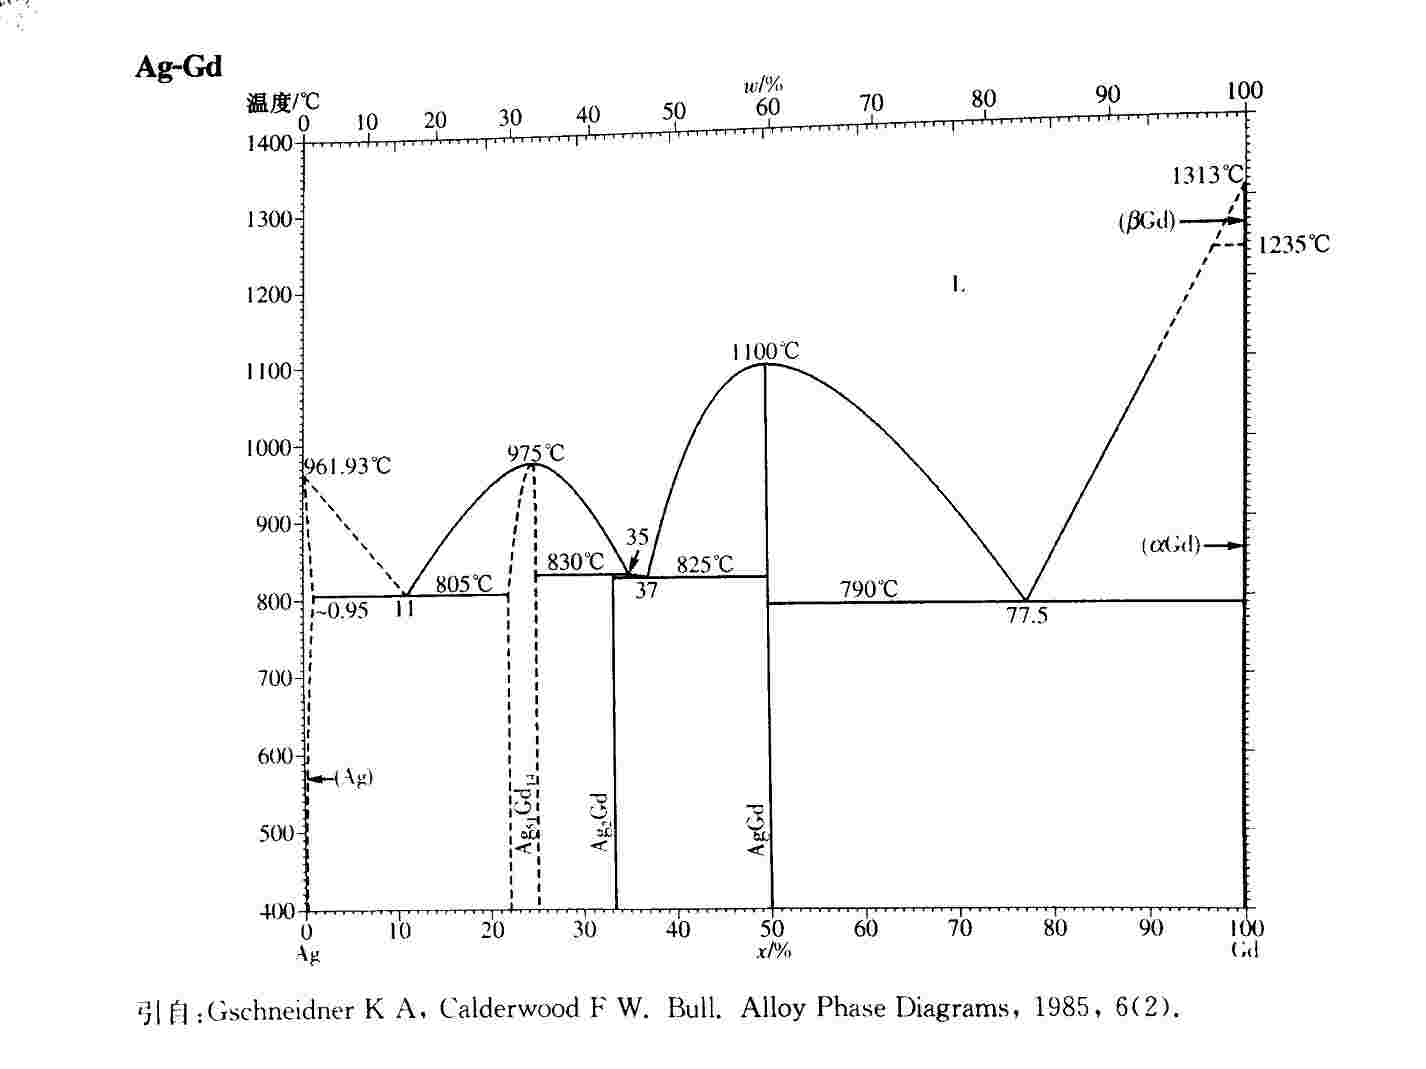 Ag-Gd
w/%
温度/℃
0 10 20 30 40 50 60 70 80 90 100
1400
1313℃
1300
(βGd)
1235℃
L
1200
1100℃
1100
1000
975℃
961.93℃
900
35
(αGd)
830℃ 825℃
805℃
790℃
800
~0.95 11 37 77.5
700
600
(Ag)
Ag51Gd14
Ag2Gd
AgGd
500
400
0 10 20 30 40 50 60 70 80 90 100
Ag x/% Gd
引自:Gschneidner K A, Calderwood F W. Bull. Alloy Phase Diagrams, 1985, 6(2).